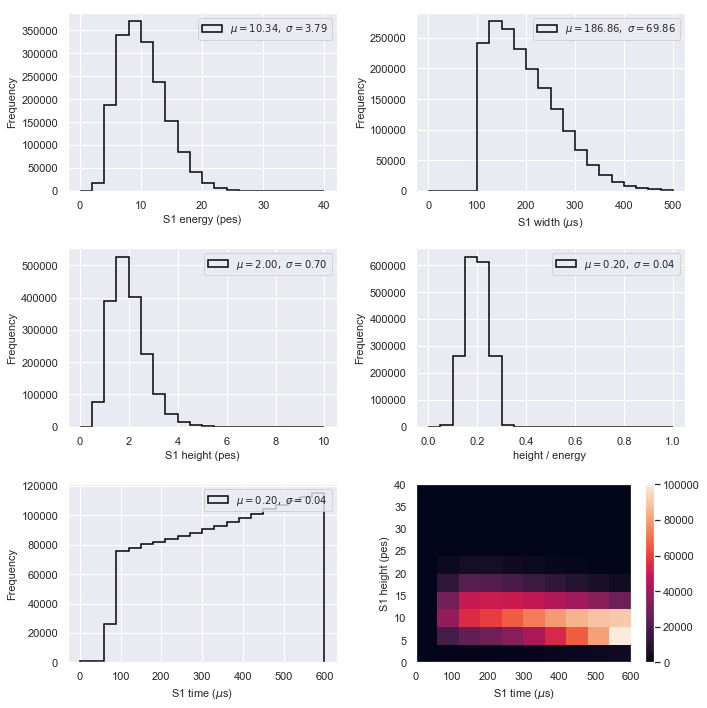 μ = 10.34, σ = 3.79
Frequency
350000
300000
250000
200000
150000
100000
50000
0
0 10 20 30 40
S1 energy (pes)
μ = 186.86, σ = 69.86
Frequency
250000
200000
150000
100000
50000
0
0 100 200 300 400 500
S1 width (μs)
μ = 2.00, σ = 0.70
Frequency
500000
400000
300000
200000
100000
0
0 2 4 6 8 10
S1 height (pes)
μ = 0.20, σ = 0.04
Frequency
600000
500000
400000
300000
200000
100000
0
0.0 0.2 0.4 0.6 0.8 1.0
height / energy
μ = 0.20, σ = 0.04
Frequency
120000
100000
80000
60000
40000
20000
0
0 100 200 300 400 500 600
S1 time (μs)
S1 height (pes)
40
35
30
25
20
15
10
5
0
0 100 200 300 400 500 600
S1 time (μs)
100000
80000
60000
40000
20000
0